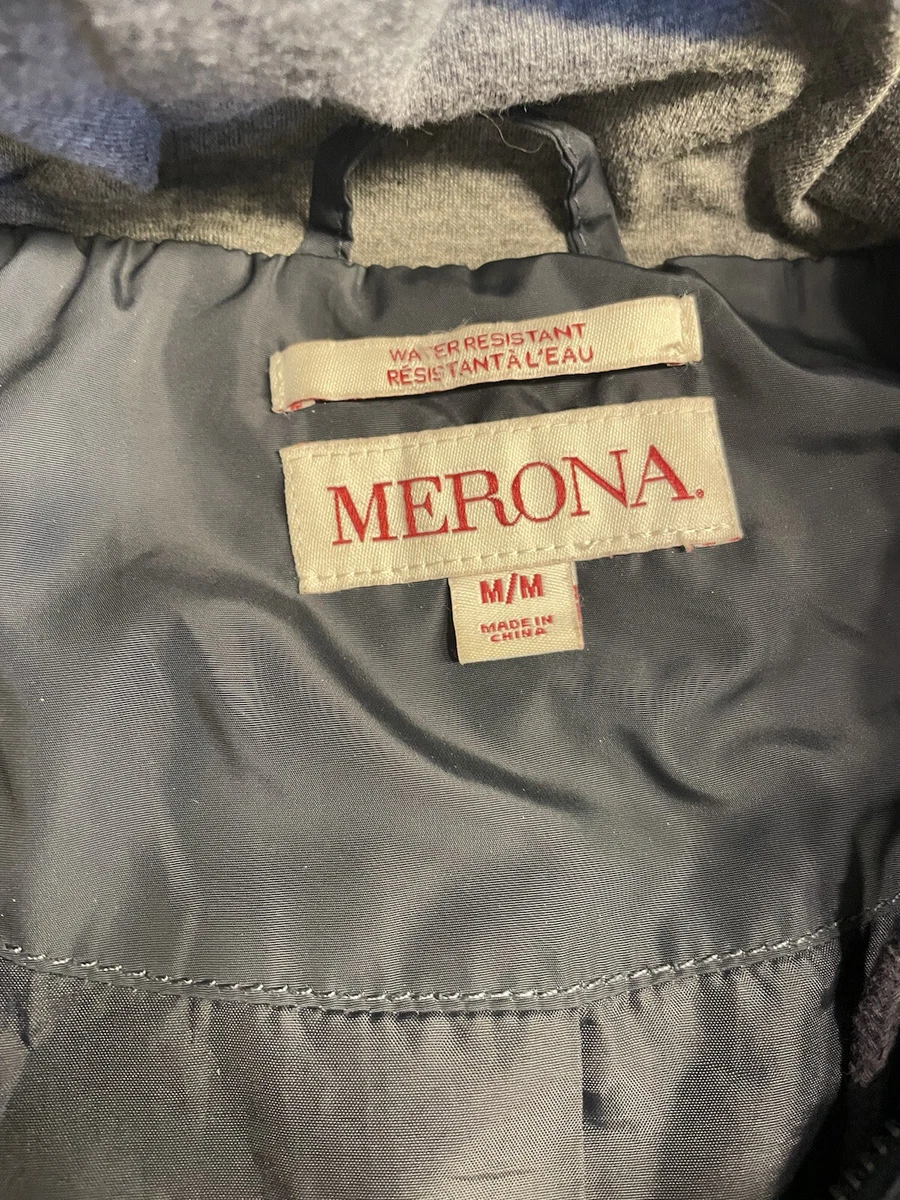 WATER RESISTANT
RÉSISTANT À L'EAU
MERONA®
M/M
MADE IN
CHINA